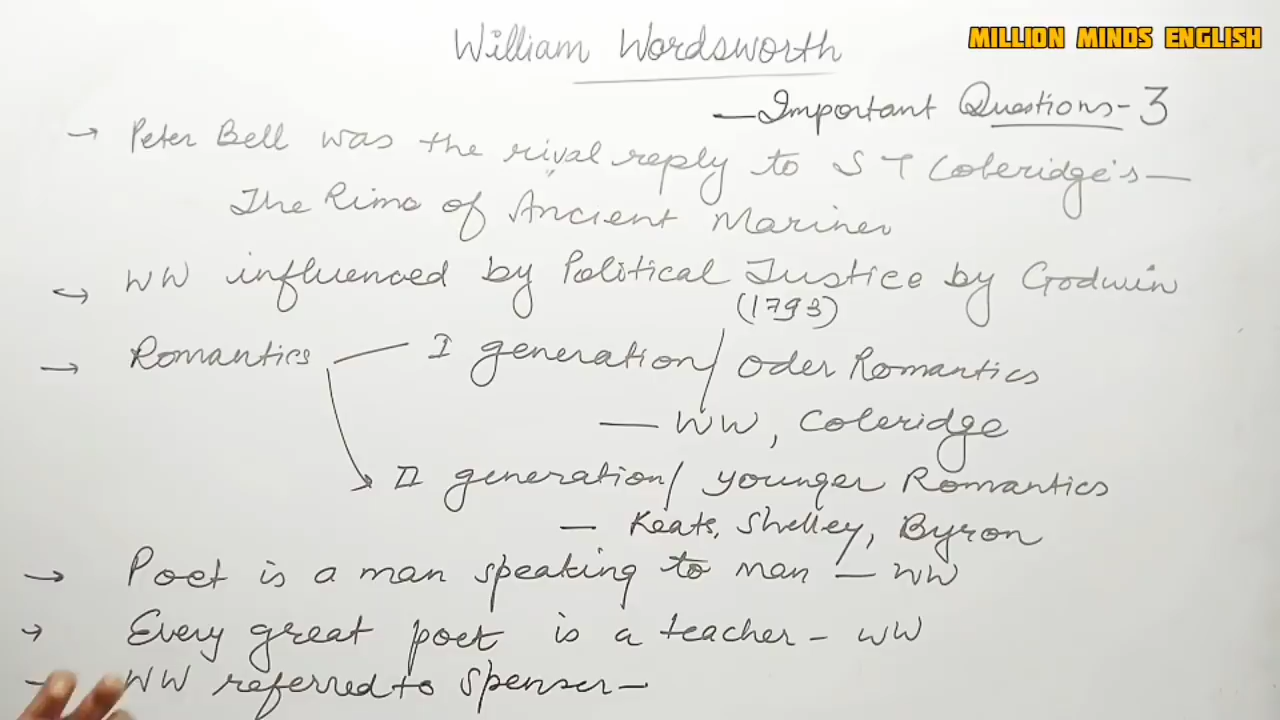 William Wordsworth
MILLION MINDS ENGLISH
— Important Questions - 3
→ Peter Bell was the rival reply to S T Coleridge's —
The Rime of Ancient Mariner
→ WW influenced by Political Justice by Godwin
(1793)
→ Romantics — I generation / oder Romantics
— WW, Coleridge
II generation / younger Romantics
— Keats, Shelley, Byron
→ Poet is a man speaking to man — WW
→ Every great poet is a teacher - WW
WW referred to Spenser —